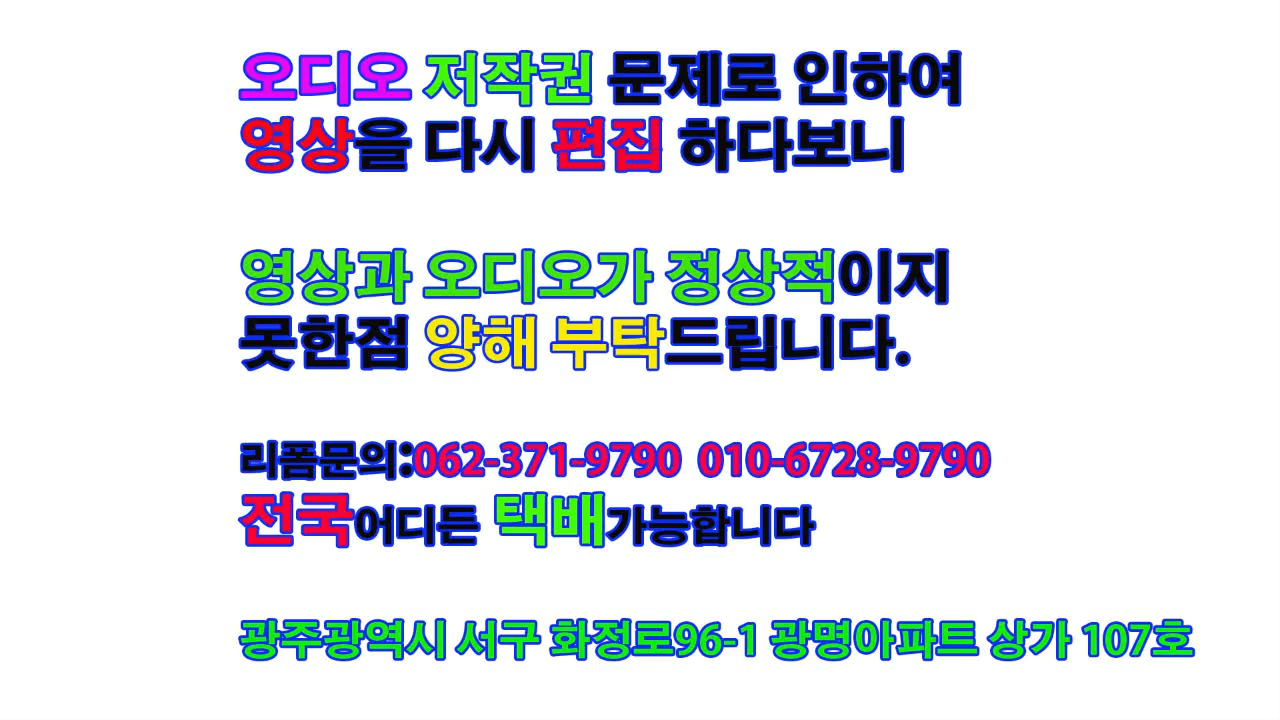 오디오 저작권 문제로 인하여
영상을 다시 편집 하다보니
영상과 오디오가 정상적이지
못한점 양해 부탁드립니다.
리폼문의:062-371-9790 010-6728-9790
전국어디든 택배가능합니다
광주광역시 서구 화정로96-1 광명아파트 상가 107호